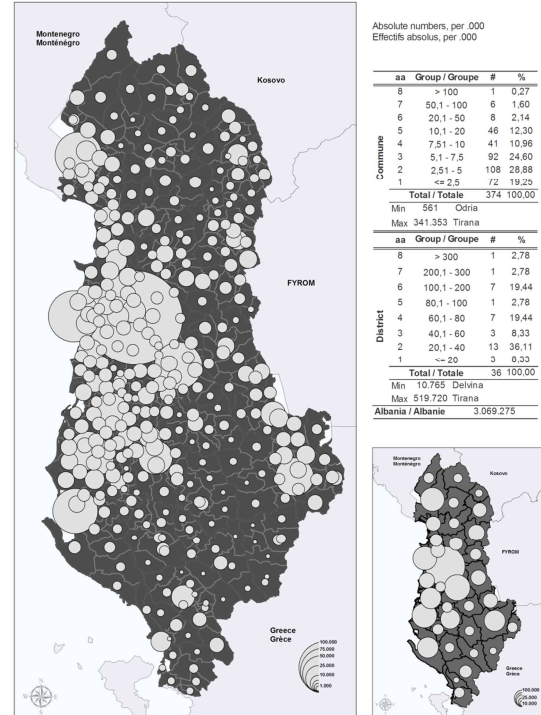 Montenegro
Monténégro
Kosovo
FYROM
Greece
Grèce
100.000
75.000
50.000
25.000
10.000
1.000
N
W E
S
Absolute numbers, per .000
Effectifs absolus, per .000
aa Group / Groupe # %
Commune
8 > 100 1 0,27
7 50,1 - 100 6 1,60
6 20,1 - 50 8 2,14
5 10,1 - 20 46 12,30
4 7,51 - 10 41 10,96
3 5,1 - 7,5 92 24,60
2 2,51 - 5 108 28,88
1 <= 2,5 72 19,25
Total / Totale 374 100,00
Min 561 Odria
Max 341.353 Tirana
aa Group / Groupe # %
District
8 > 300 1 2,78
7 200,1 - 300 1 2,78
6 100,1 - 200 7 19,44
5 80,1 - 100 1 2,78
4 60,1 - 80 7 19,44
3 40,1 - 60 3 8,33
2 20,1 - 40 13 36,11
1 <= 20 3 8,33
Total / Totale 36 100,00
Min 10.765 Delvina
Max 519.720 Tirana
Albania / Albanie 3.069.275
Montenegro
Monténégro
Kosovo
FYROM
Greece
Grèce
100.000
25.000
10.000